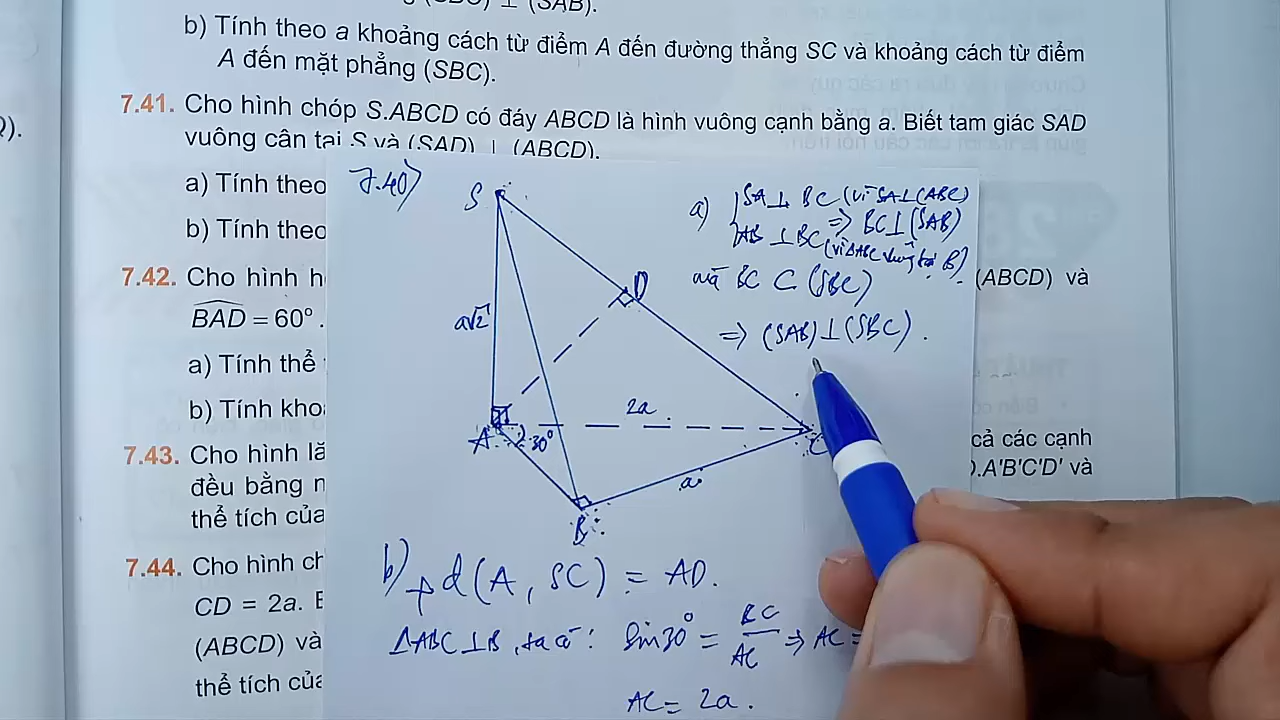 (SBC) ⊥ (SAB).
b) Tính theo a khoảng cách từ điểm A đến đường thẳng SC và khoảng cách từ điểm
A đến mặt phẳng (SBC).
Q).
7.41. Cho hình chóp S.ABCD có đáy ABCD là hình vuông cạnh bằng a. Biết tam giác SAD
vuông cân tại S và (SAD) ⊥ (ABCD).
a) Tính theo
b) Tính theo
7.42. Cho hình h
(ABCD) và
BAD = 60°.
a) Tính thể
b) Tính kho
7.43. Cho hình lă
cả các cạnh
đều bằng
D.A'B'C'D' và
thể tích của
7.44. Cho hình ch
CD = 2a.
(ABCD) và
thể tích của
7.40)
S
D
a√2
A
30°
2a
C
a
B
a) SA ⊥ BC (vì SA ⊥ (ABC)
⇒ BC ⊥ (SAB)
AB ⊥ BC (vì ΔABC vuông tại B)
mà BC ⊂ (SBC)
⇒ (SAB) ⊥ (SBC).
b) + d(A, SC) = AD.
ΔABC ⊥ B, ta có: Sin30° = BC/AC ⇒ AC =
AC = 2a.